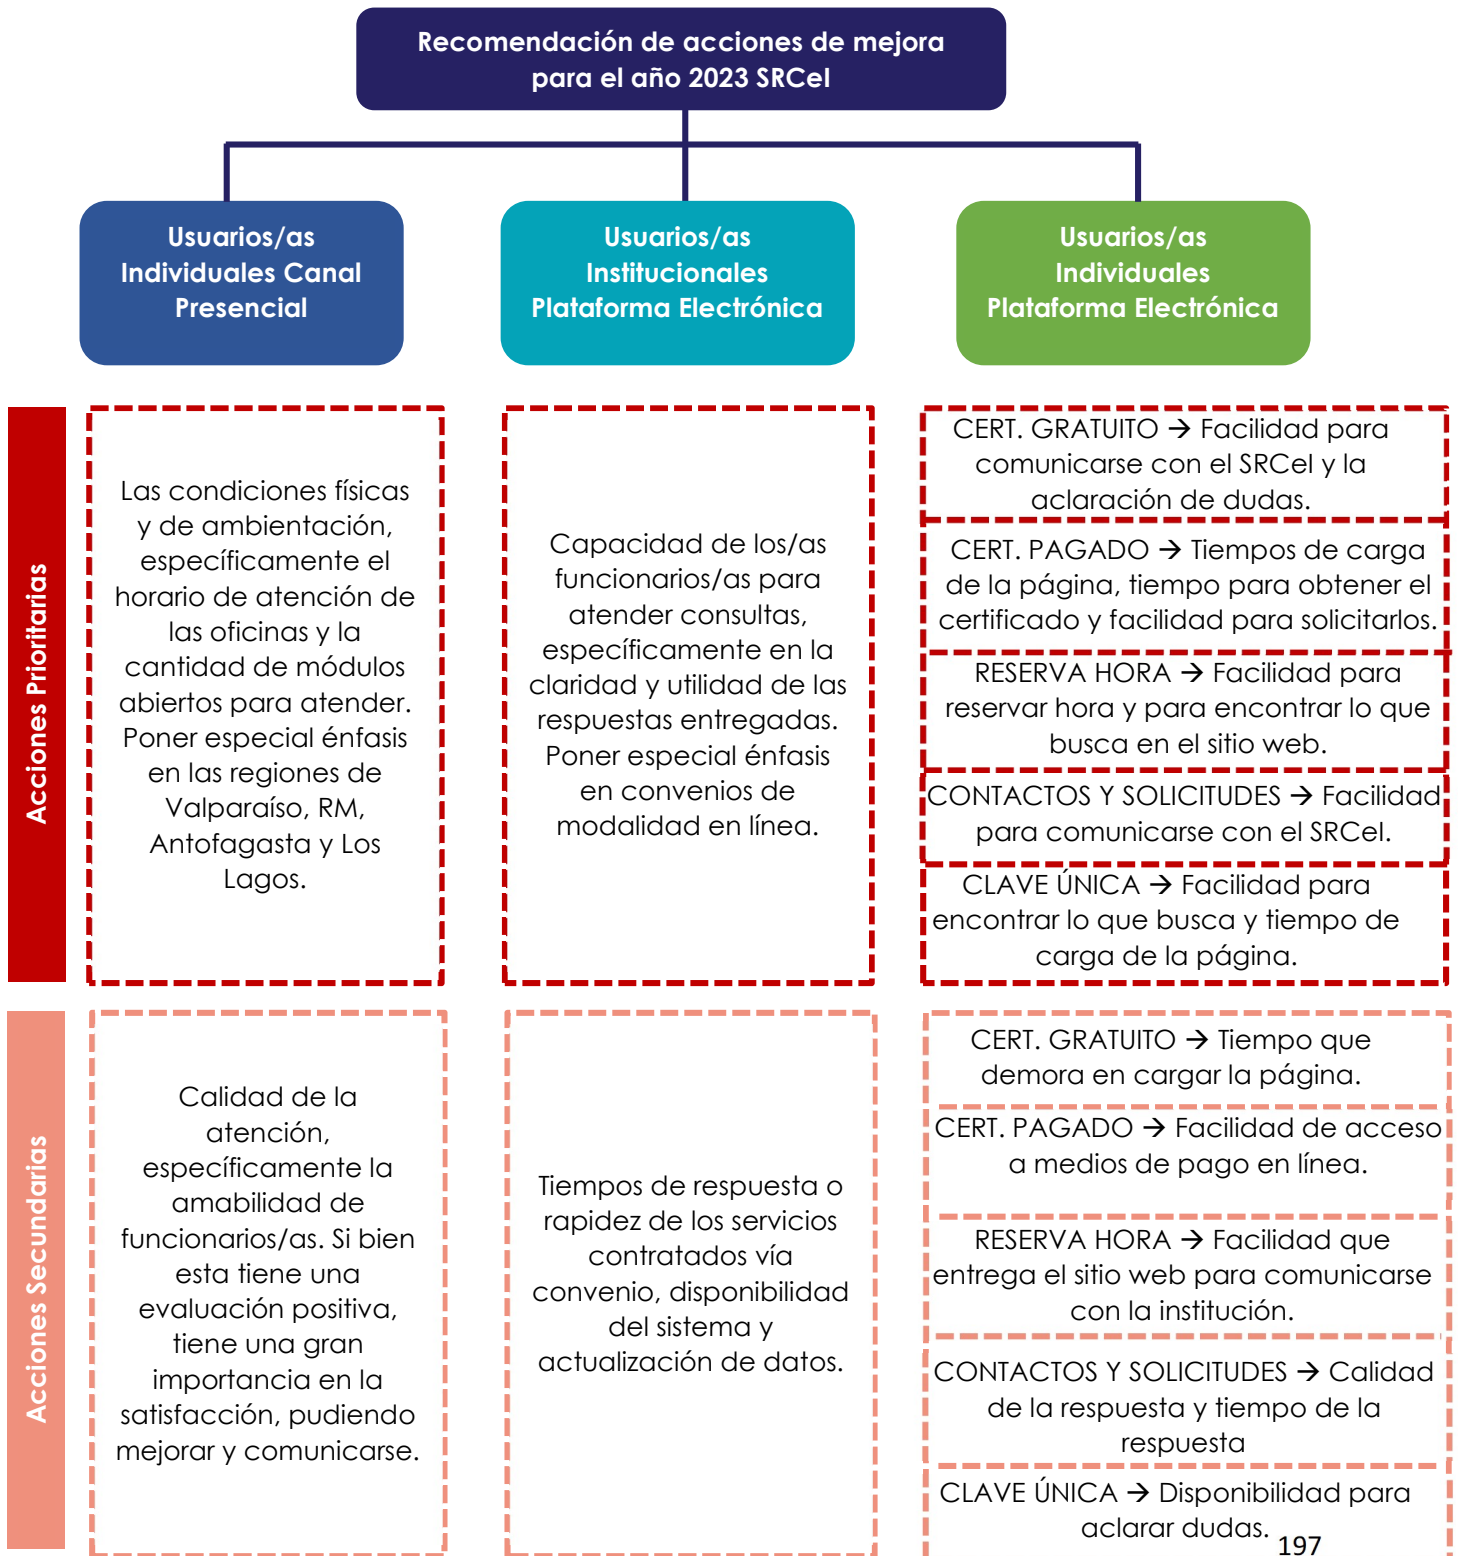 Recomendación de acciones de mejora
para el año 2023 SRCeI
Usuarios/as
Individuales Canal
Presencial
Usuarios/as
Institucionales
Plataforma Electrónica
Usuarios/as
Individuales
Plataforma Electrónica
Acciones Prioritarias
Las condiciones físicas
y de ambientación,
específicamente el
horario de atención de
las oficinas y la
cantidad de módulos
abiertos para atender.
Poner especial énfasis
en las regiones de
Valparaíso, RM,
Antofagasta y Los
Lagos.
Capacidad de los/as
funcionarios/as para
atender consultas,
específicamente en la
claridad y utilidad de las
respuestas entregadas.
Poner especial énfasis
en convenios de
modalidad en línea.
CERT. GRATUITO → Facilidad para
comunicarse con el SRCeI y la
aclaración de dudas.
CERT. PAGADO → Tiempos de carga
de la página, tiempo para obtener el
certificado y facilidad para solicitarlos.
RESERVA HORA → Facilidad para
reservar hora y para encontrar lo que
busca en el sitio web.
CONTACTOS Y SOLICITUDES → Facilidad
para comunicarse con el SRCeI.
CLAVE ÚNICA → Facilidad para
encontrar lo que busca y tiempo de
carga de la página.
Acciones Secundarias
Calidad de la
atención,
específicamente la
amabilidad de
funcionarios/as. Si bien
esta tiene una
evaluación positiva,
tiene una gran
importancia en la
satisfacción, pudiendo
mejorar y comunicarse.
Tiempos de respuesta o
rapidez de los servicios
contratados vía
convenio, disponibilidad
del sistema y
actualización de datos.
CERT. GRATUITO → Tiempo que
demora en cargar la página.
CERT. PAGADO → Facilidad de acceso
a medios de pago en línea.
RESERVA HORA → Facilidad que
entrega el sitio web para comunicarse
con la institución.
CONTACTOS Y SOLICITUDES → Calidad
de la respuesta y tiempo de la
respuesta
CLAVE ÚNICA → Disponibilidad para
aclarar dudas.
197